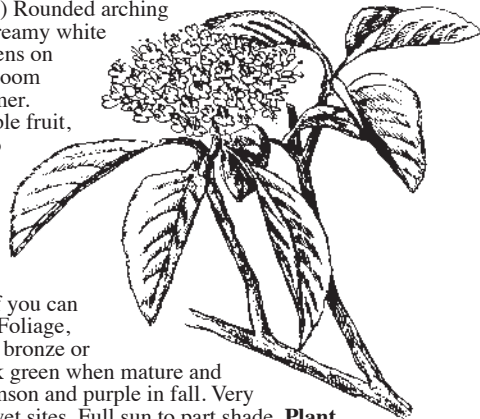 ) Rounded arching
reamy white
ens on
oom
ner.
ble fruit,
f you can
Foliage,
bronze or
k green when mature and
nson and purple in fall. Very
wet sites. Full sun to part shade. Plant